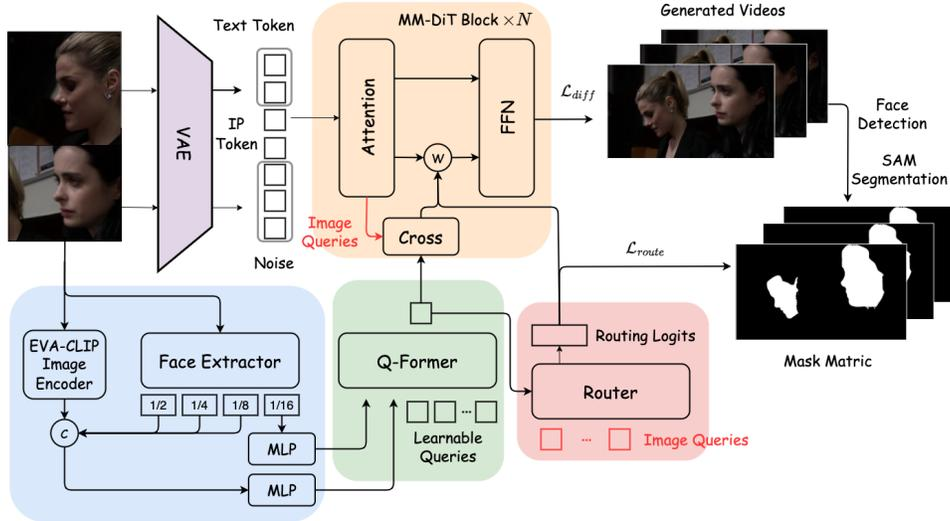 Generated Videos
Text Token
MM-DiT Block ×N
VAE
IP
Token
Attention
FFN
W
ℒ_diff
Face
Detection
SAM
Segmentation
Image
Queries
Cross
Noise
ℒ_route
EVA-CLIP
Image
Encoder
Face Extractor
1/2
1/4
1/8
1/16
C
MLP
MLP
Q-Former
...
Learnable
Queries
Routing Logits
Router
...
Image Queries
Mask Matric